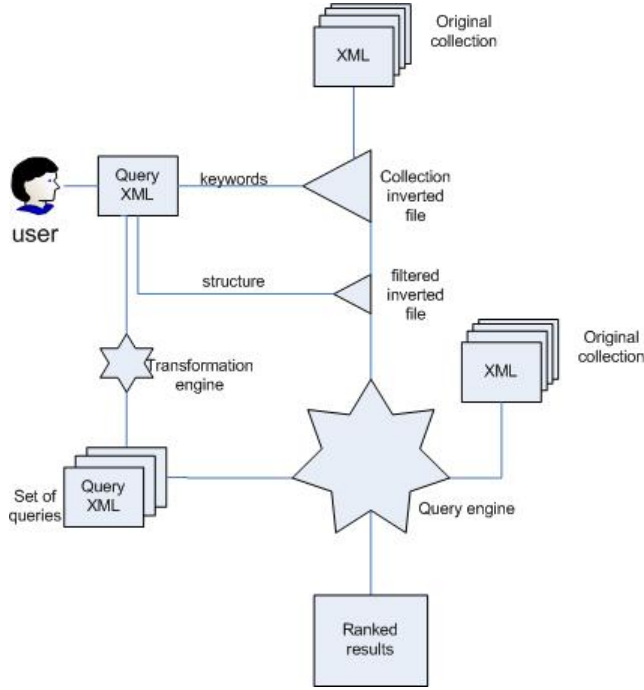 Original
collection
XML
Query
XML
keywords
Collection
inverted
file
user
structure
filtered
inverted
file
Original
collection
XML
Transformation
engine
Set of
queries
Query
XML
Query engine
Ranked
results